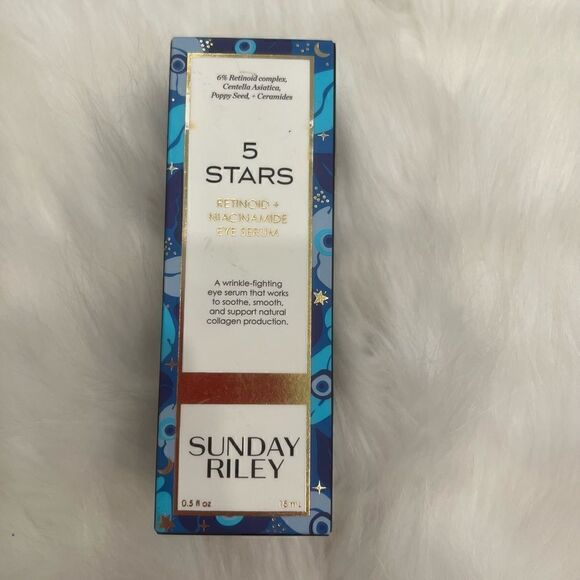 6% Retinoid complex,
Centella Asiatica,
Poppy Seed, + Ceramides
5
STARS
RETINOID +
NIACINAMIDE
EYE SERUM
A wrinkle-fighting
eye serum that works
to soothe, smooth,
and support natural
collagen production.
SUNDAY
RILEY
0.5 fl oz 15 mL